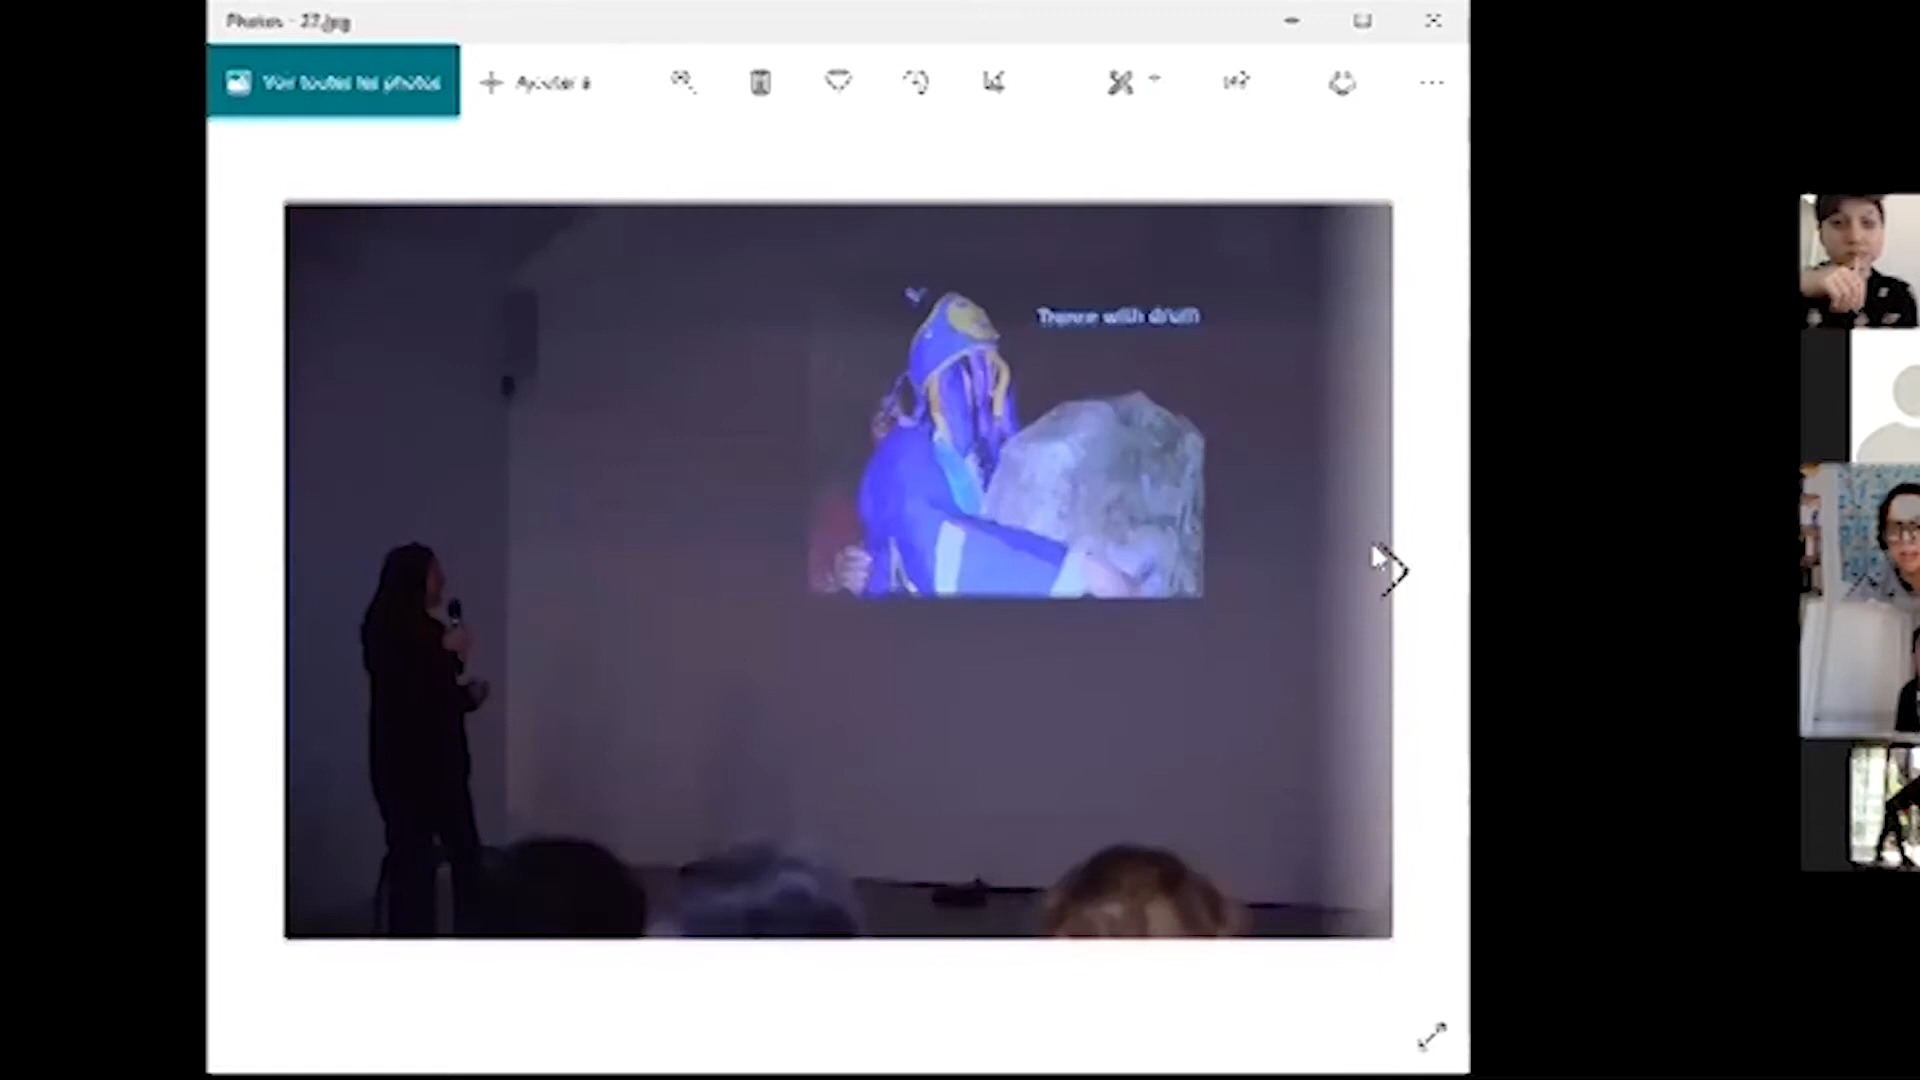 Photos - 27.jpg
Voir toutes les photos
Ajouter à
Trance with drum